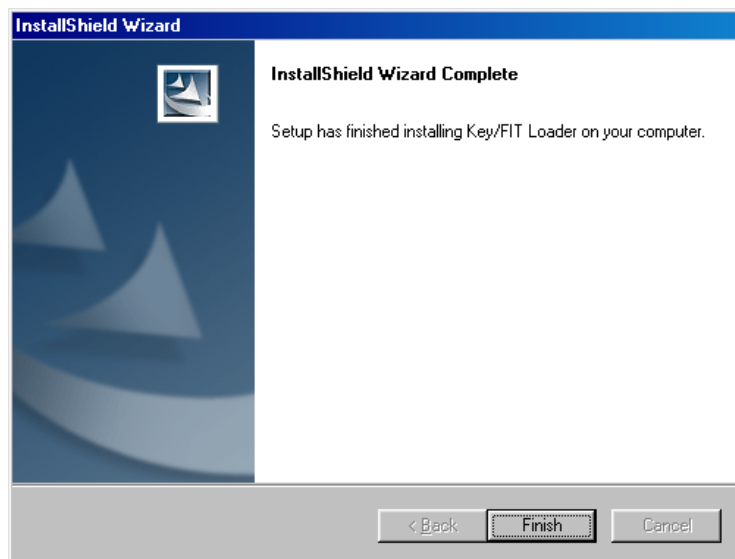 InstallShield Wizard
InstallShield Wizard Complete
Setup has finished installing Key/FIT Loader on your computer.
< Back
Finish
Cancel